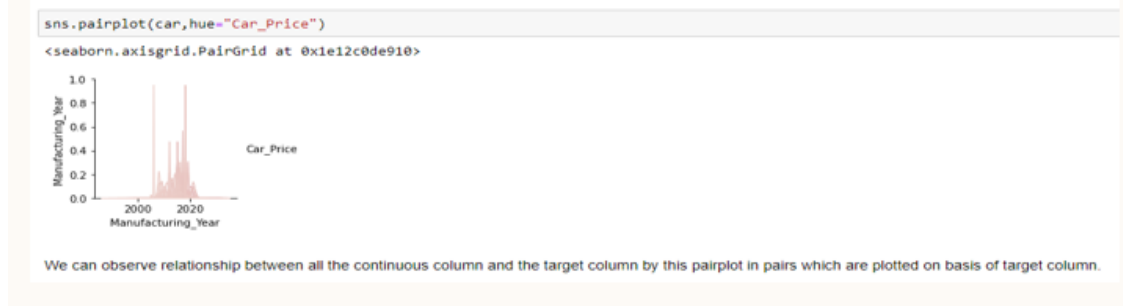 sns.pairplot(car,hue="Car_Price")
<seaborn.axisgrid.PairGrid at 0x1e12c0de910>
1.0
0.8
0.6
0.4
0.2
0.0
Manufacturing_Year
Car_Price
2000 2020
Manufacturing_Year
We can observe relationship between all the continuous column and the target column by this pairplot in pairs which are plotted on basis of target column.